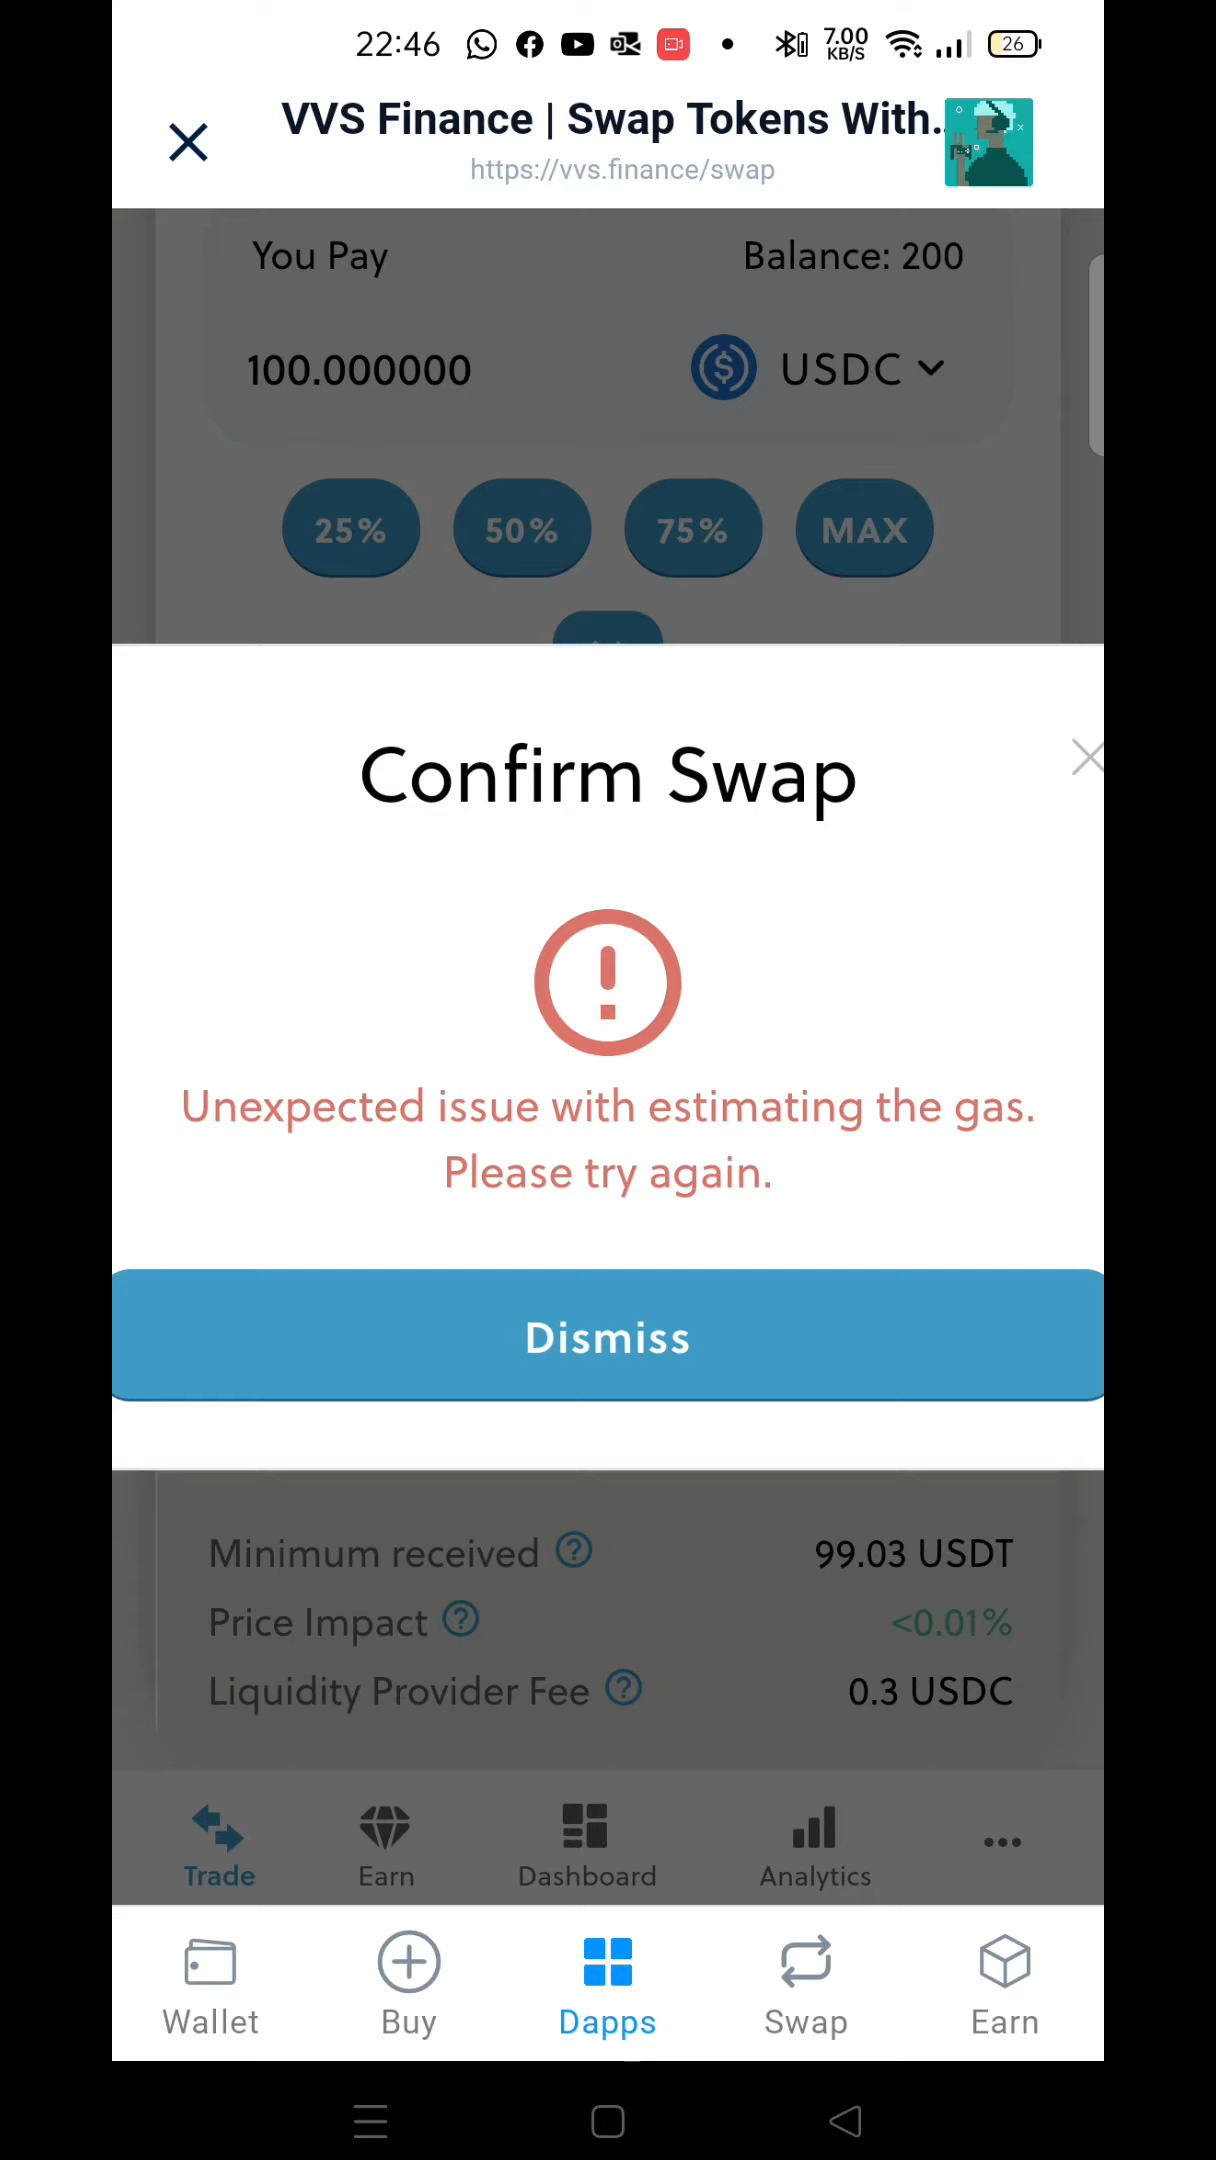 22:46
7.00
KB/S
26
VVS Finance | Swap Tokens With..
https://vvs.finance/swap
You Pay
Balance: 200
100.000000
USDC
25%
50%
75%
MAX
Confirm Swap
Unexpected issue with estimating the gas.
Please try again.
Dismiss
Minimum received
99.03 USDT
Price Impact
<0.01%
Liquidity Provider Fee
0.3 USDC
Trade
Earn
Dashboard
Analytics
Wallet
Buy
Dapps
Swap
Earn